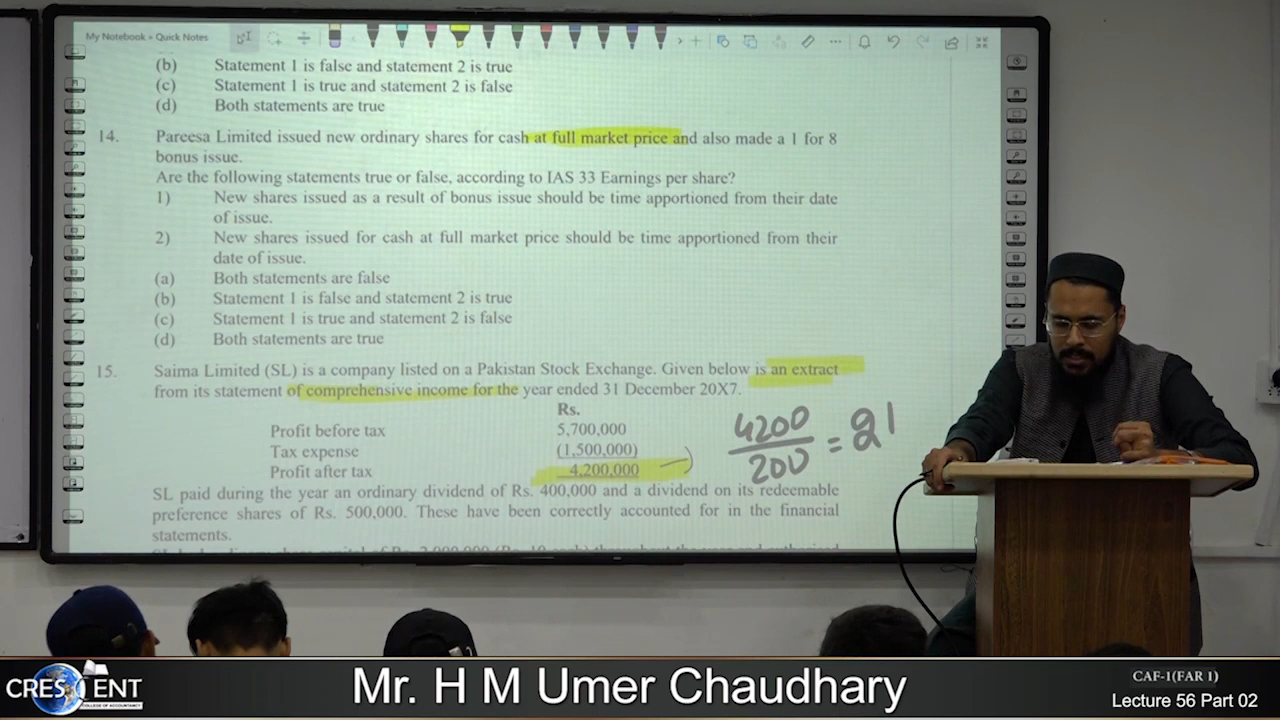 My Notebook > Quick Notes
(b) Statement 1 is false and statement 2 is true
(c) Statement 1 is true and statement 2 is false
(d) Both statements are true
14. Pareesa Limited issued new ordinary shares for cash at full market price and also made a 1 for 8
bonus issue.
Are the following statements true or false, according to IAS 33 Earnings per share?
1) New shares issued as a result of bonus issue should be time apportioned from their date
of issue.
2) New shares issued for cash at full market price should be time apportioned from their
date of issue.
(a) Both statements are false
(b) Statement 1 is false and statement 2 is true
(c) Statement 1 is true and statement 2 is false
(d) Both statements are true
15. Saima Limited (SL) is a company listed on a Pakistan Stock Exchange. Given below is an extract
from its statement of comprehensive income for the year ended 31 December 20X7.
Rs.
Profit before tax 5,700,000
Tax expense (1,500,000)
Profit after tax 4,200,000
4200
200
= 21
SL paid during the year an ordinary dividend of Rs. 400,000 and a dividend on its redeemable
preference shares of Rs. 500,000. These have been correctly accounted for in the financial
statements.
CRESCENT
COLLEGE OF ACCOUNTANCY
Mr. H M Umer Chaudhary
CAF-1(FAR 1)
Lecture 56 Part 02